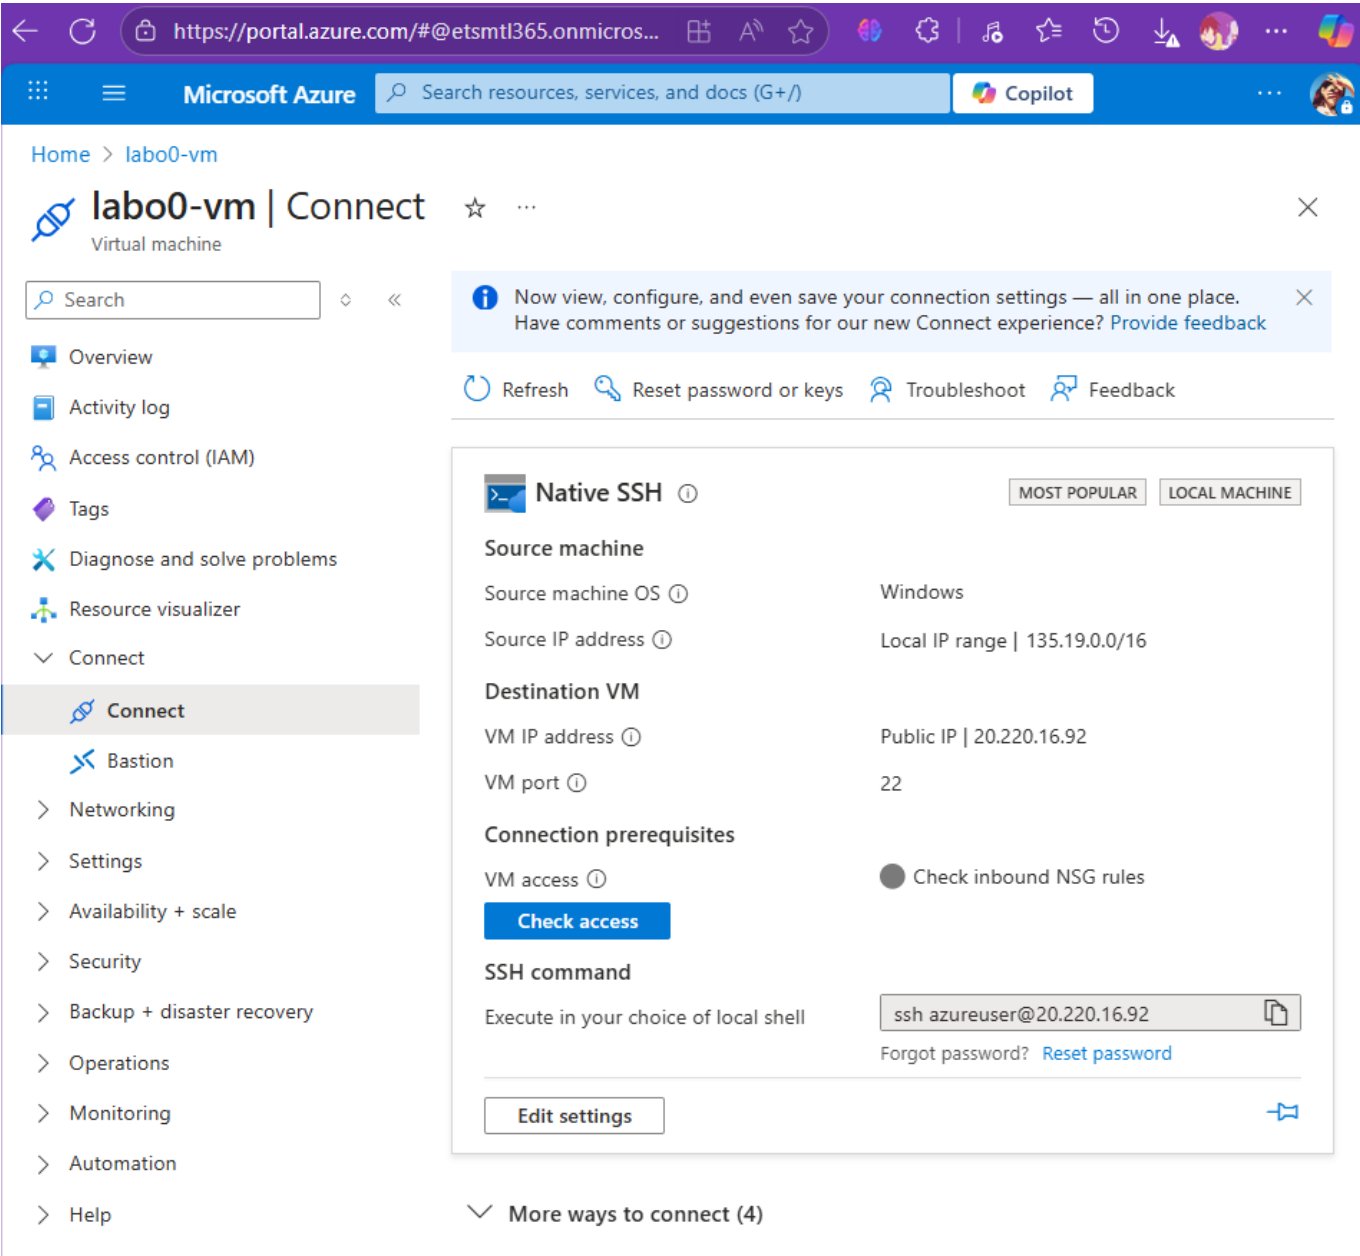 https://portal.azure.com/#@etsmtl365.onmicros...
Microsoft Azure
Search resources, services, and docs (G+/)
Copilot
Home > labo0-vm
labo0-vm | Connect
Virtual machine
Search
Overview
Activity log
Access control (IAM)
Tags
Diagnose and solve problems
Resource visualizer
Connect
Connect
Bastion
Networking
Settings
Availability + scale
Security
Backup + disaster recovery
Operations
Monitoring
Automation
Help
Now view, configure, and even save your connection settings — all in one place.
Have comments or suggestions for our new Connect experience? Provide feedback
Refresh
Reset password or keys
Troubleshoot
Feedback
Native SSH
MOST POPULAR
LOCAL MACHINE
Source machine
Source machine OS
Windows
Source IP address
Local IP range | 135.19.0.0/16
Destination VM
VM IP address
Public IP | 20.220.16.92
VM port
22
Connection prerequisites
VM access
Check inbound NSG rules
Check access
SSH command
Execute in your choice of local shell
ssh azureuser@20.220.16.92
Forgot password? Reset password
Edit settings
More ways to connect (4)